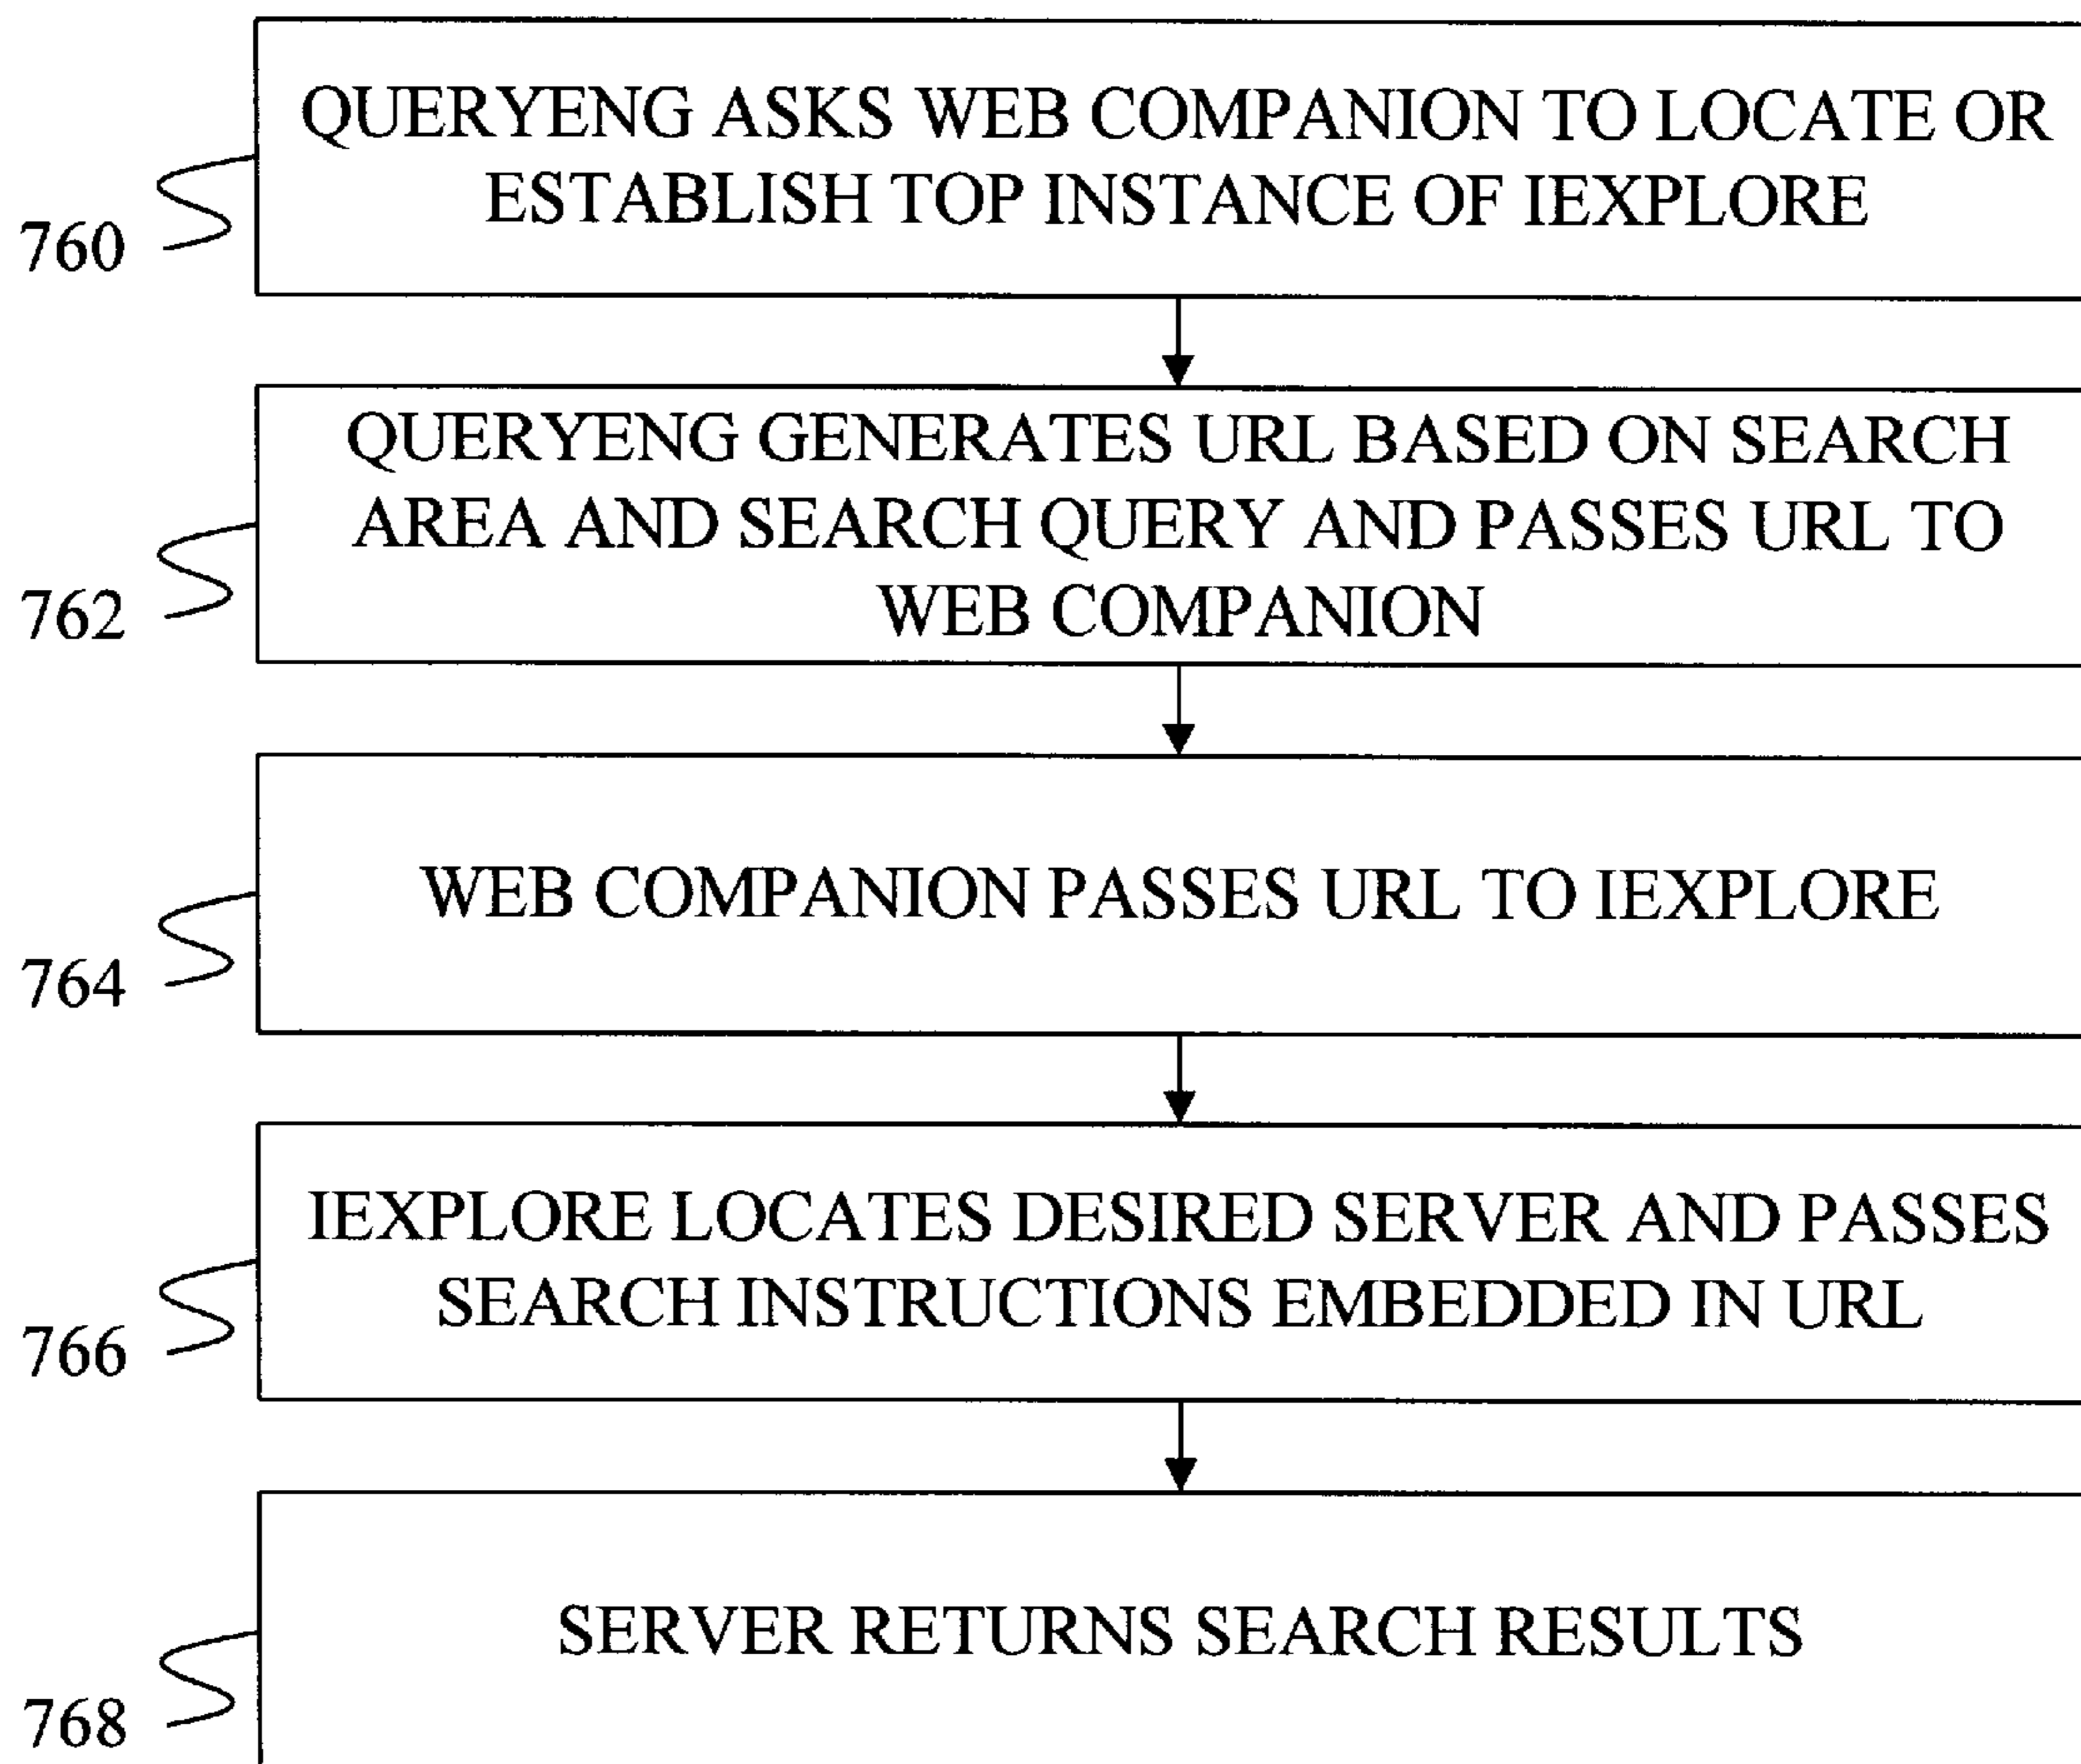 QUERYENG ASKS WEB COMPANION TO LOCATE OR
ESTABLISH TOP INSTANCE OF IEXPLORE
760
QUERYENG GENERATES URL BASED ON SEARCH
AREA AND SEARCH QUERY AND PASSES URL TO
WEB COMPANION
762
WEB COMPANION PASSES URL TO IEXPLORE
764
IEXPLORE LOCATES DESIRED SERVER AND PASSES
SEARCH INSTRUCTIONS EMBEDDED IN URL
766
SERVER RETURNS SEARCH RESULTS
768